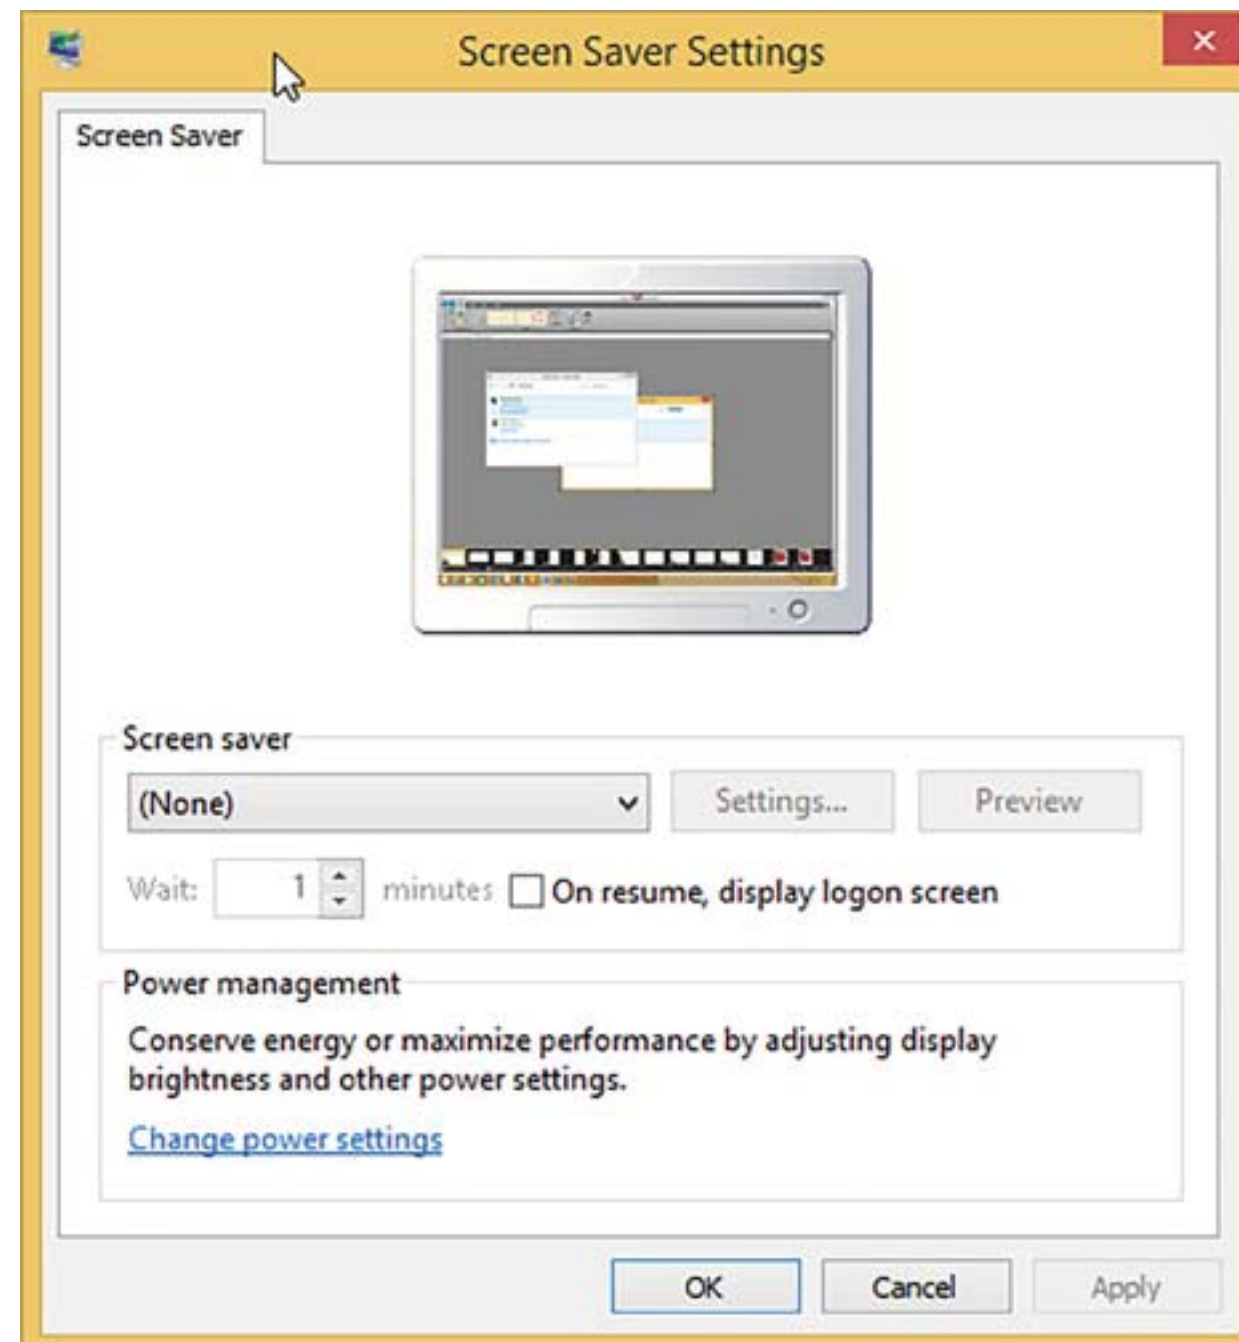 Screen Saver Settings
Screen Saver
Screen saver
(None)
Settings...
Preview
Wait: 1 minutes On resume, display logon screen
Power management
Conserve energy or maximize performance by adjusting display
brightness and other power settings.
Change power settings
OK
Cancel
Apply